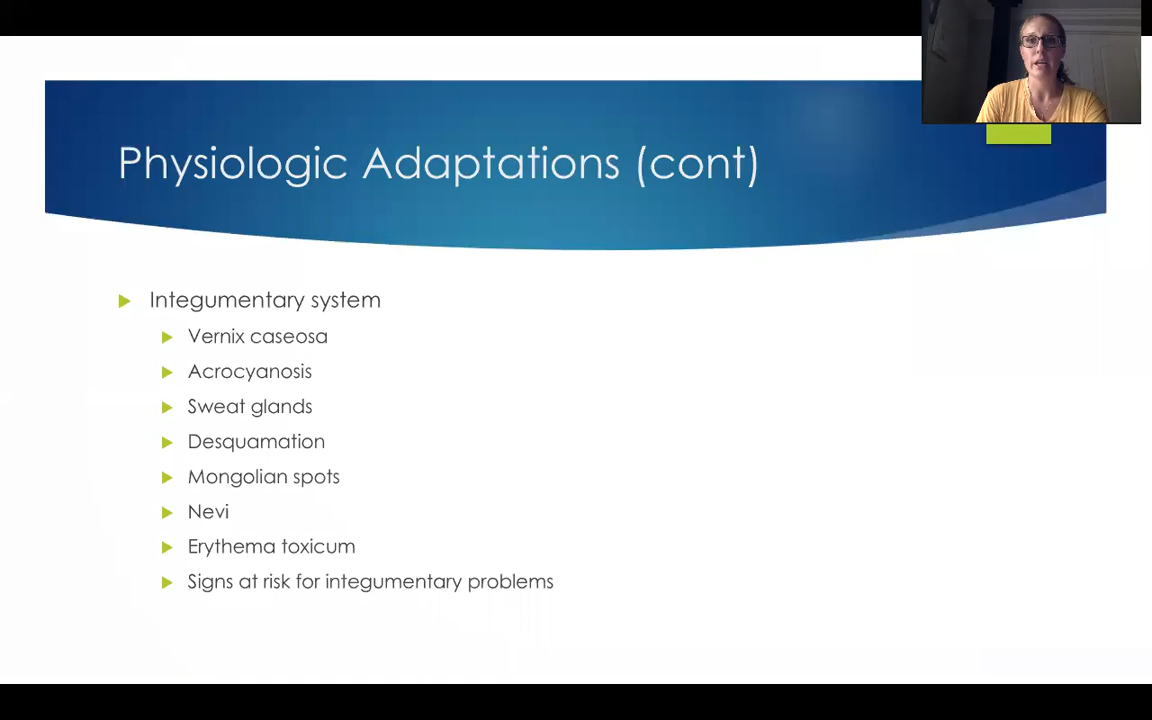 Physiologic Adaptations (cont)
Integumentary system
Vernix caseosa
Acrocyanosis
Sweat glands
Desquamation
Mongolian spots
Nevi
Erythema toxicum
Signs at risk for integumentary problems